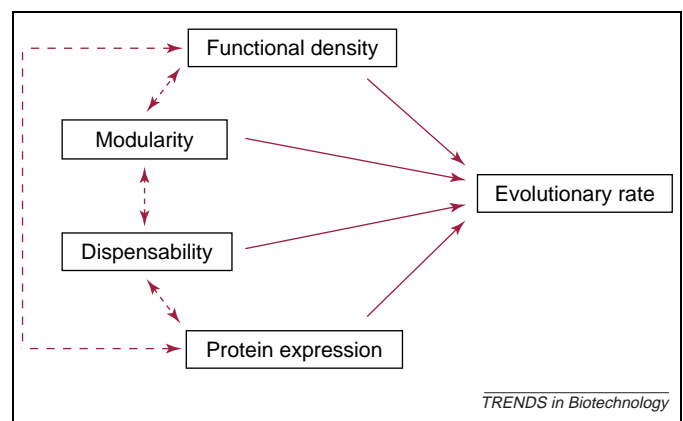 Functional density
Modularity
Evolutionary rate
Dispensability
Protein expression
TRENDS in Biotechnology